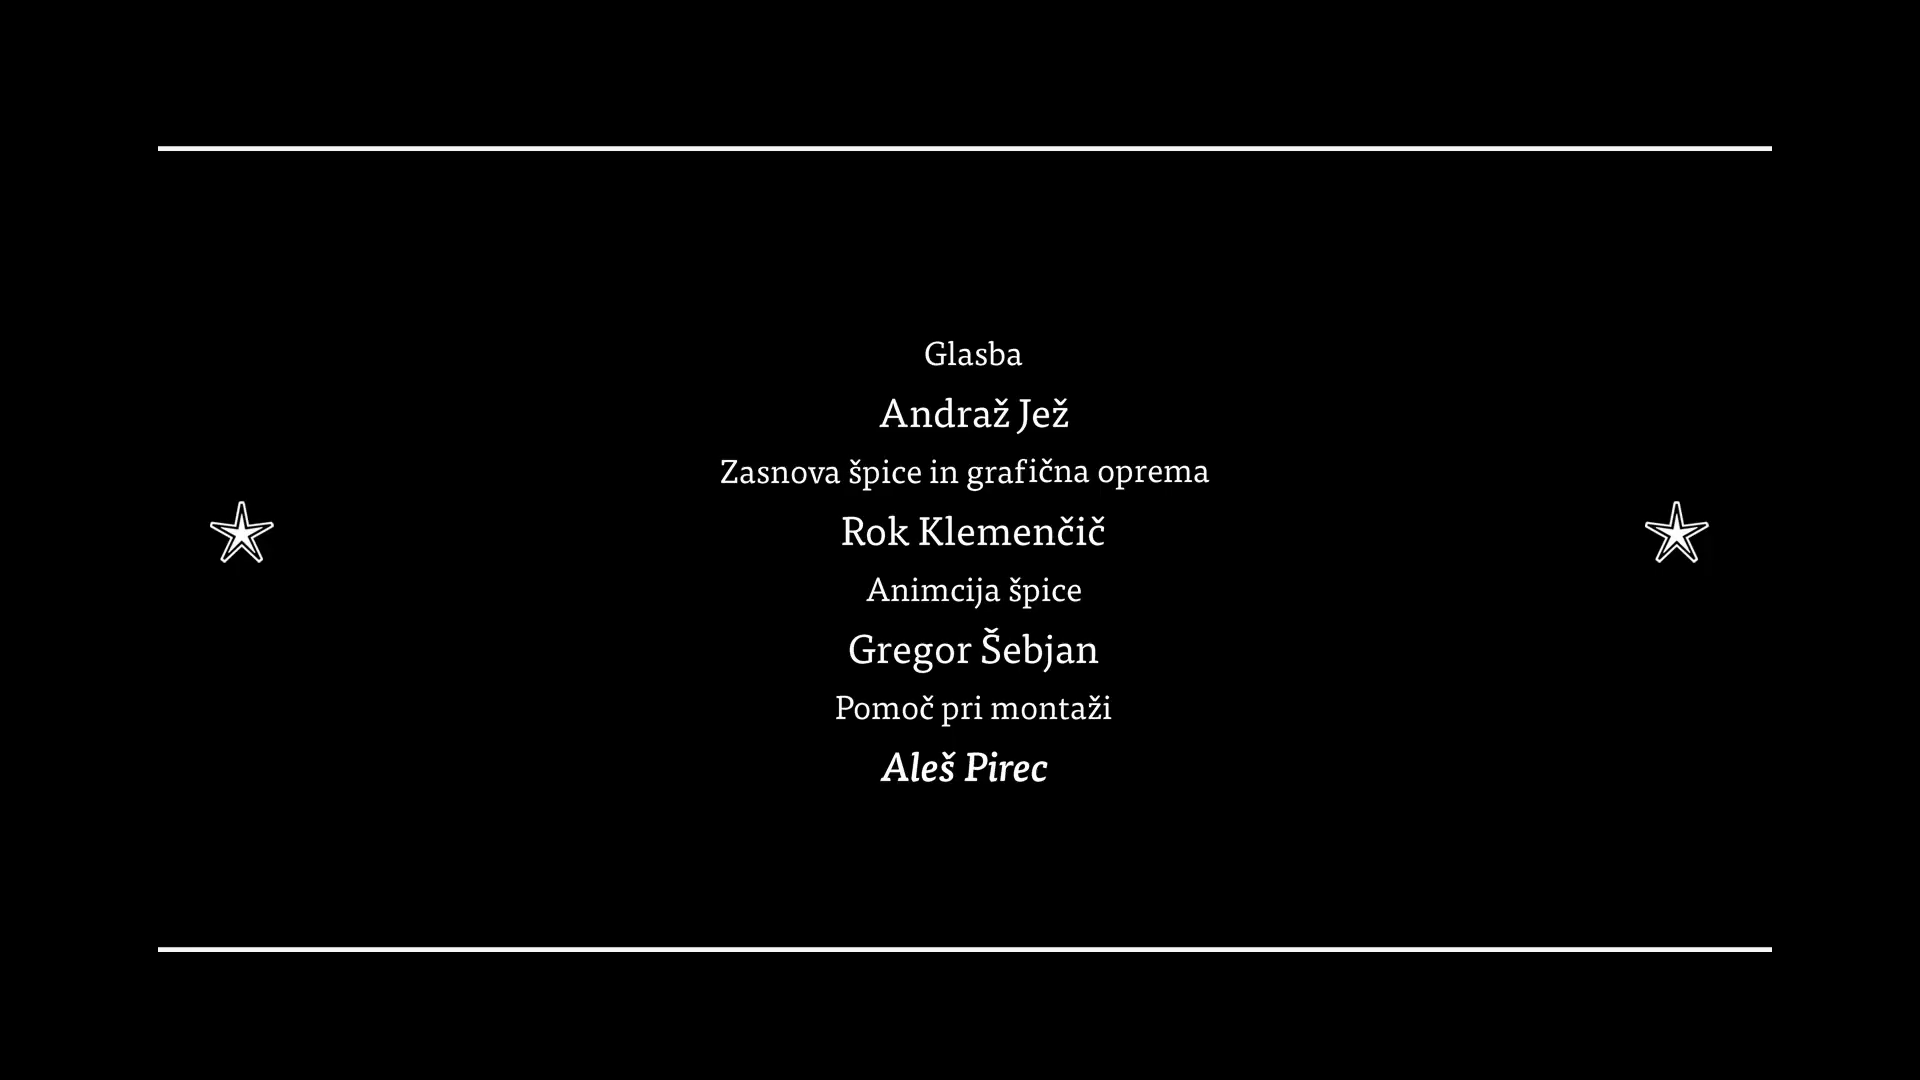 Glasba
Andraž Jež
Zasnova špice in grafična oprema
Rok Klemenčič
Animcija špice
Gregor Šebjan
Pomoč pri montaži
Aleš Pirec